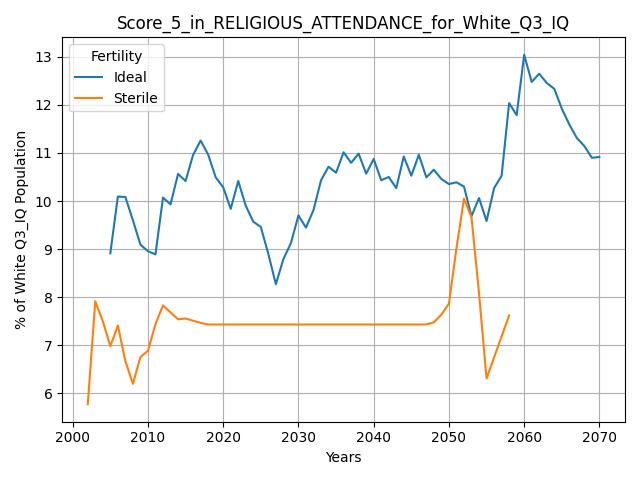 Score_5_in_RELIGIOUS_ATTENDANCE_for_White_Q3_IQ
Fertility
Ideal
Sterile
% of White Q3_IQ Population
13
12
11
10
9
8
7
6
2000 2010 2020 2030 2040 2050 2060 2070
Years